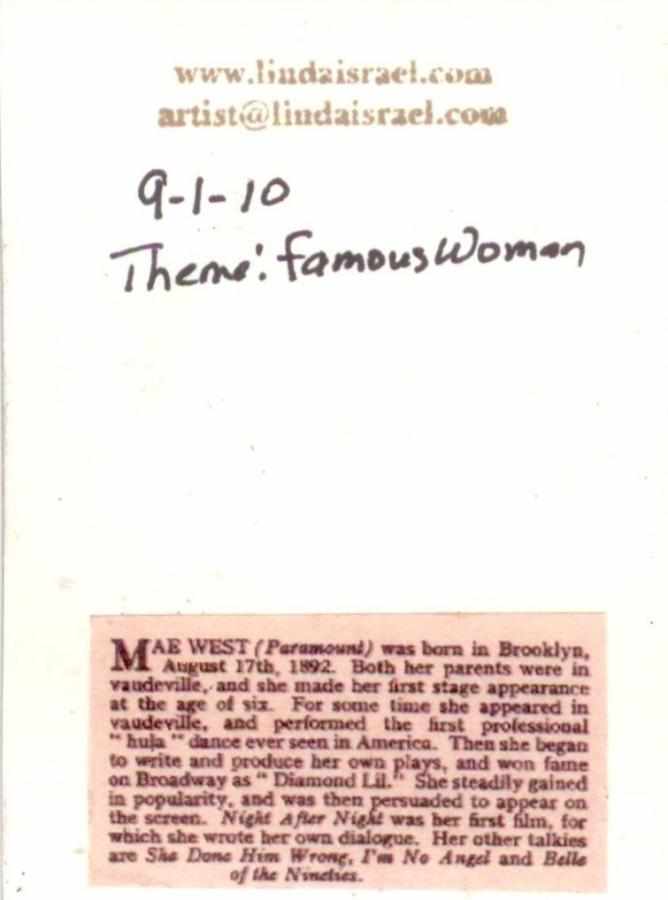 www.lindaisrael.com
artist@lindaisrael.com
9-1-10
Theme: famous Woman
MAE WEST (Paramount) was born in Brooklyn,
August 17th, 1892. Both her parents were in
vaudeville, and she made her first stage appearance
at the age of six. For some time she appeared in
vaudeville, and performed the first professional
" hula " dance ever seen in America. Then she began
to write and produce her own plays, and won fame
on Broadway as " Diamond Lil." She steadily gained
in popularity, and was then persuaded to appear on
the screen. Night After Night was her first film, for
which she wrote her own dialogue. Her other talkies
are She Done Him Wrong, I'm No Angel and Belle
of the Nineties.